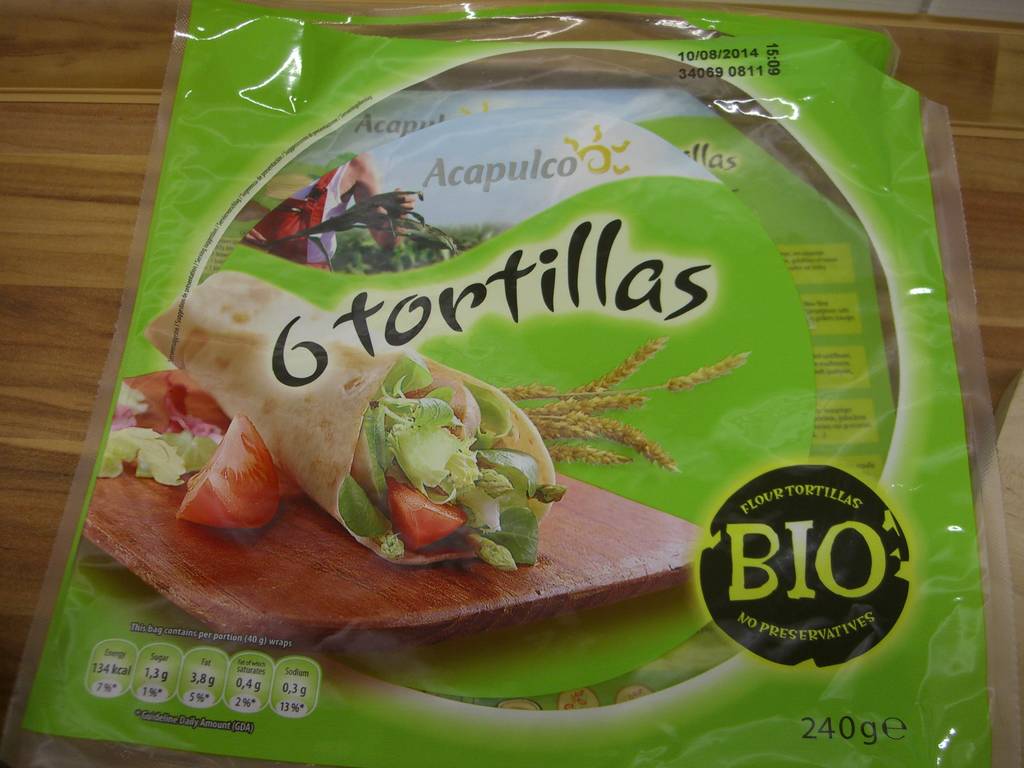 10/08/2014 15:09
34069 0811
Acapulco
Acapulco
6 tortillas
FLOUR TORTILLAS
BIO
NO PRESERVATIVES
This bag contains per portion (40 g) wraps
Energy 134 kcal 7%*
Sugar 1,3 g 1%*
Fat 3,8 g 5%*
Fat of which saturates 0,4 g 2%*
Sodium 0,3 g 13%*
* Guideline Daily Amount (GDA)
240g e